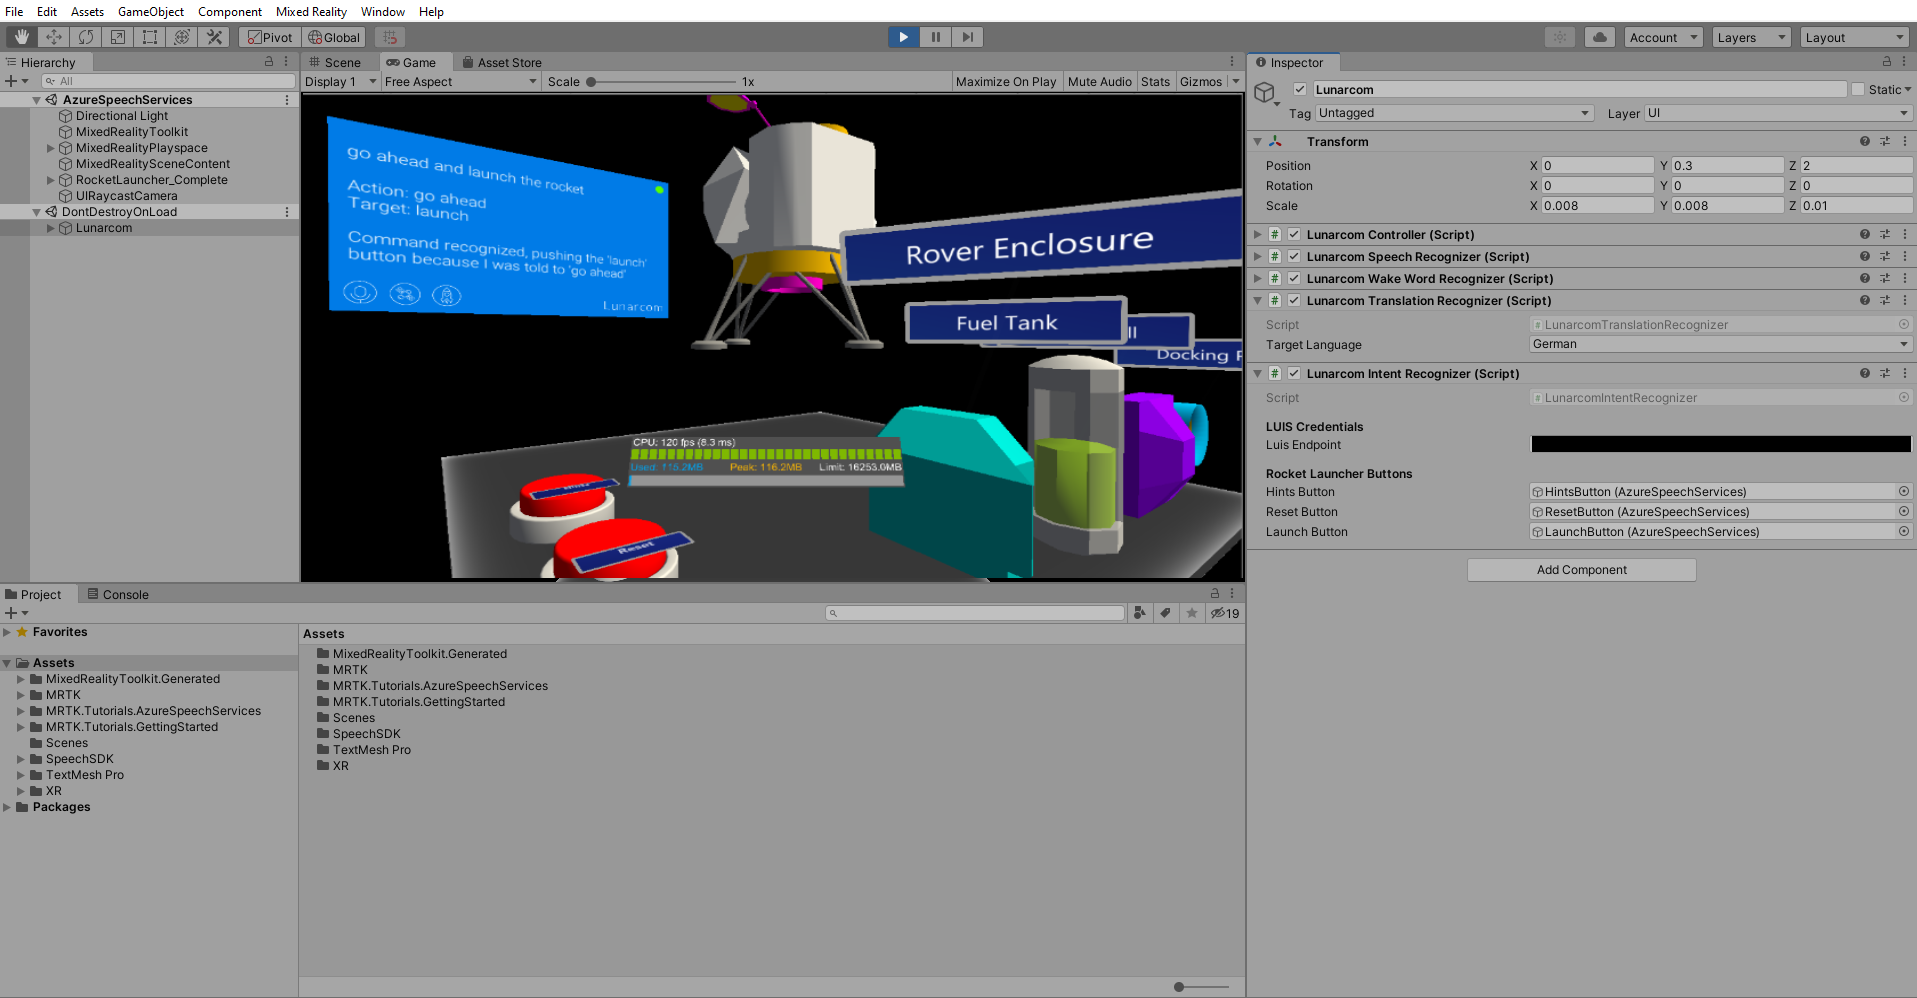 File Edit Assets GameObject Component Mixed Reality Window Help
Pivot Global Account Layers Layout
Hierarchy
All
AzureSpeechServices
Directional Light
MixedRealityToolkit
MixedRealityPlayspace
MixedRealitySceneContent
RocketLauncher_Complete
UIRaycastCamera
DontDestroyOnLoad
Lunarcom
Scene Game Asset Store
Display 1 Free Aspect Scale 1x Maximize On Play Mute Audio Stats Gizmos
go ahead and launch the rocket
Action: go ahead
Target: launch
Command recognized, pushing the 'launch'
button because I was told to 'go ahead'
Lunarcom
Rover Enclosure
Fuel Tank
ll
Docking
CPU: 120 fps (8.3 ms)
Used: 115.2MB Peak: 116.2MB Limit: 16253.0MB
Reset
Inspector
Lunarcom Static
Tag Untagged Layer UI
Transform
Position X 0 Y 0.3 Z 2
Rotation X 0 Y 0 Z 0
Scale X 0.008 Y 0.008 Z 0.01
# Lunarcom Controller (Script)
# Lunarcom Speech Recognizer (Script)
# Lunarcom Wake Word Recognizer (Script)
# Lunarcom Translation Recognizer (Script)
Script # LunarcomTranslationRecognizer
Target Language German
# Lunarcom Intent Recognizer (Script)
Script # LunarcomIntentRecognizer
LUIS Credentials
Luis Endpoint
Rocket Launcher Buttons
Hints Button HintsButton (AzureSpeechServices)
Reset Button ResetButton (AzureSpeechServices)
Launch Button LaunchButton (AzureSpeechServices)
Add Component
Project Console
19
Favorites
Assets
MixedRealityToolkit.Generated
MRTK
MRTK.Tutorials.AzureSpeechServices
MRTK.Tutorials.GettingStarted
Scenes
SpeechSDK
TextMesh Pro
XR
Packages
Assets
MixedRealityToolkit.Generated
MRTK
MRTK.Tutorials.AzureSpeechServices
MRTK.Tutorials.GettingStarted
Scenes
SpeechSDK
TextMesh Pro
XR